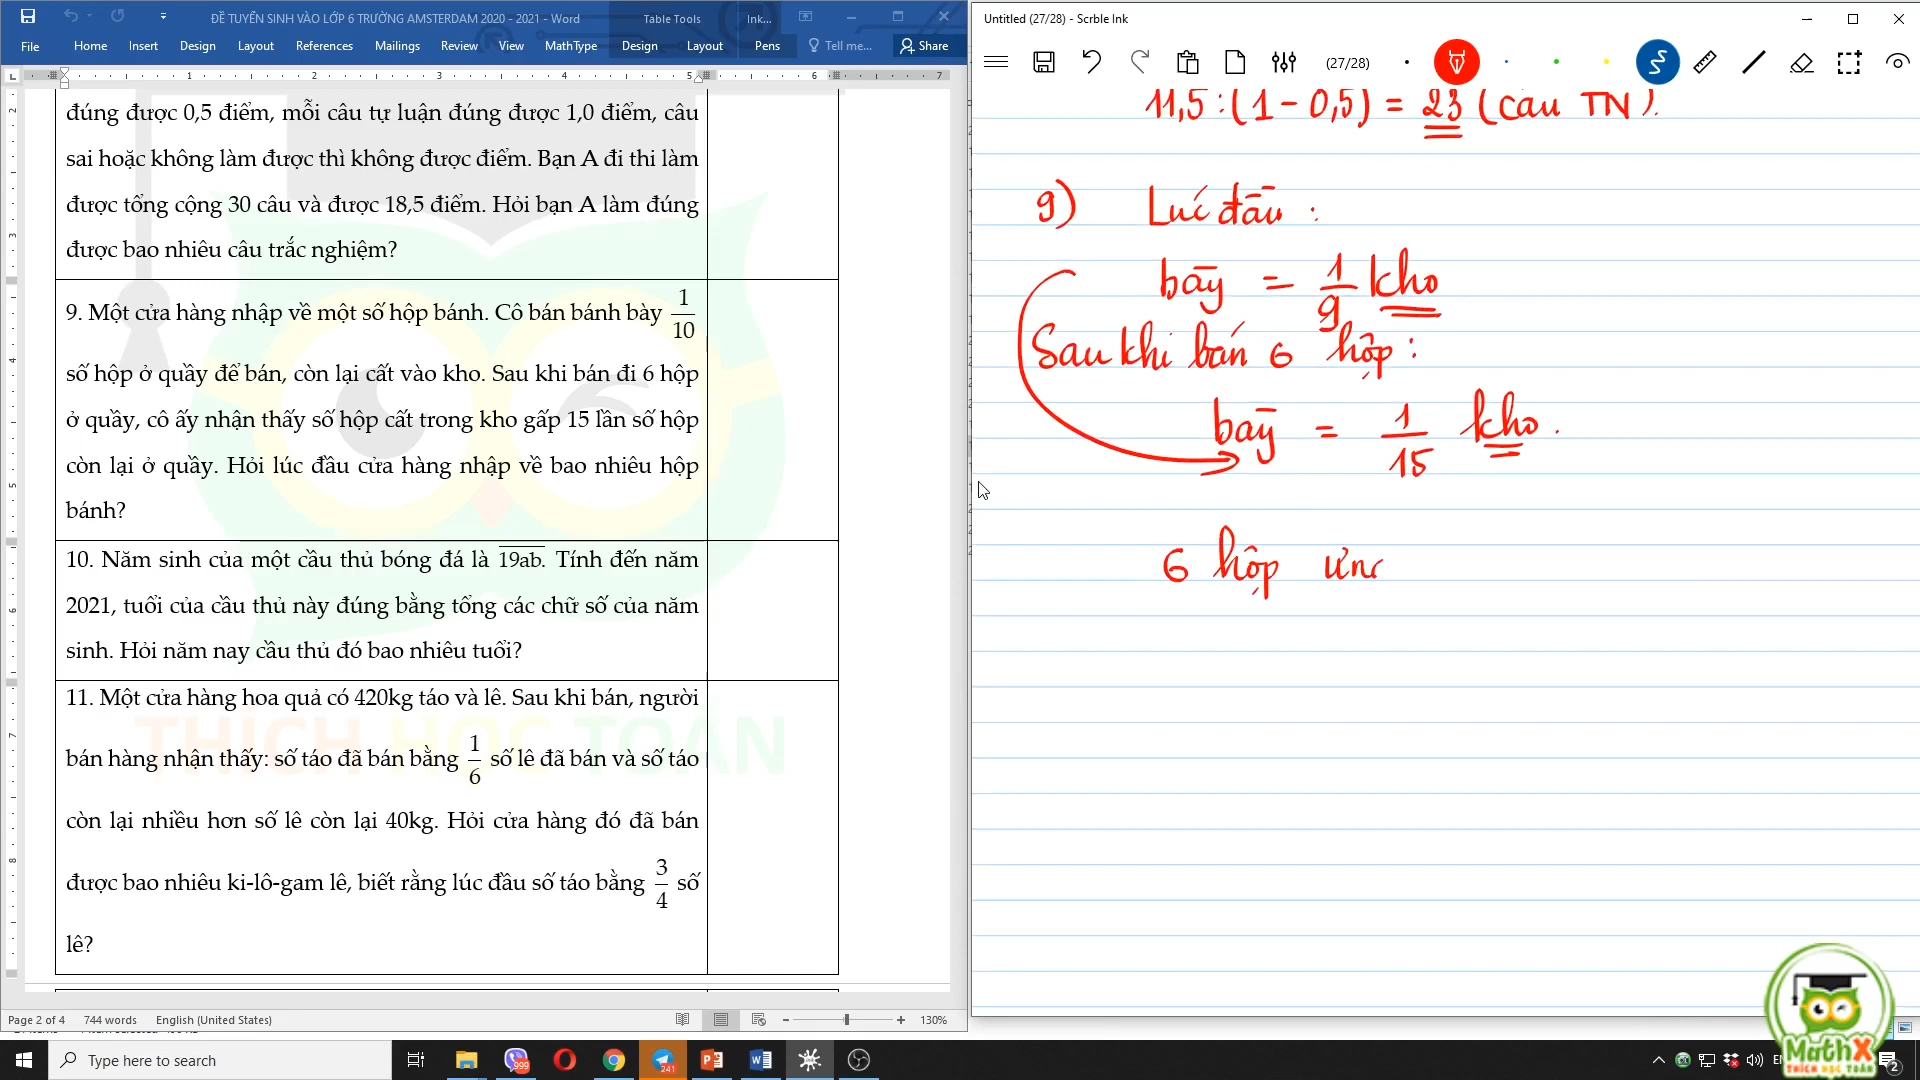 ĐỀ TUYỂN SINH VÀO LỚP 6 TRƯỜNG AMSTERDAM 2020 - 2021 - Word
Table Tools
Ink...
File
Home
Insert
Design
Layout
References
Mailings
Review
View
MathType
Design
Layout
Pens
Tell me...
Share
đúng được 0,5 điểm, mỗi câu tự luận đúng được 1,0 điểm, câu
sai hoặc không làm được thì không được điểm. Bạn A đi thi làm
được tổng cộng 30 câu và được 18,5 điểm. Hỏi bạn A làm đúng
được bao nhiêu câu trắc nghiệm?
9. Một cửa hàng nhập về một số hộp bánh. Cô bán bánh bày 1/10
số hộp ở quầy để bán, còn lại cất vào kho. Sau khi bán đi 6 hộp
ở quầy, cô ấy nhận thấy số hộp cất trong kho gấp 15 lần số hộp
còn lại ở quầy. Hỏi lúc đầu cửa hàng nhập về bao nhiêu hộp
bánh?
10. Năm sinh của một cầu thủ bóng đá là 19ab. Tính đến năm
2021, tuổi của cầu thủ này đúng bằng tổng các chữ số của năm
sinh. Hỏi năm nay cầu thủ đó bao nhiêu tuổi?
11. Một cửa hàng hoa quả có 420kg táo và lê. Sau khi bán, người
bán hàng nhận thấy: số táo đã bán bằng 1/6 số lê đã bán và số táo
còn lại nhiều hơn số lê còn lại 40kg. Hỏi cửa hàng đó đã bán
được bao nhiêu ki-lô-gam lê, biết rằng lúc đầu số táo bằng 3/4 số
lê?
THÍCH HỌC TOÁN
Page 2 of 4
744 words
English (United States)
130%
Untitled (27/28) - Scrble Ink
(27/28)
11,5 : (1 - 0,5) = 23 (câu TN).
9) Lúc đầu :
bày = 1/9 kho
Sau khi bán 6 hộp :
bày = 1/15 kho.
6 hộp ứng
MathX
THÍCH HỌC TOÁN
Type here to search
999
241
2